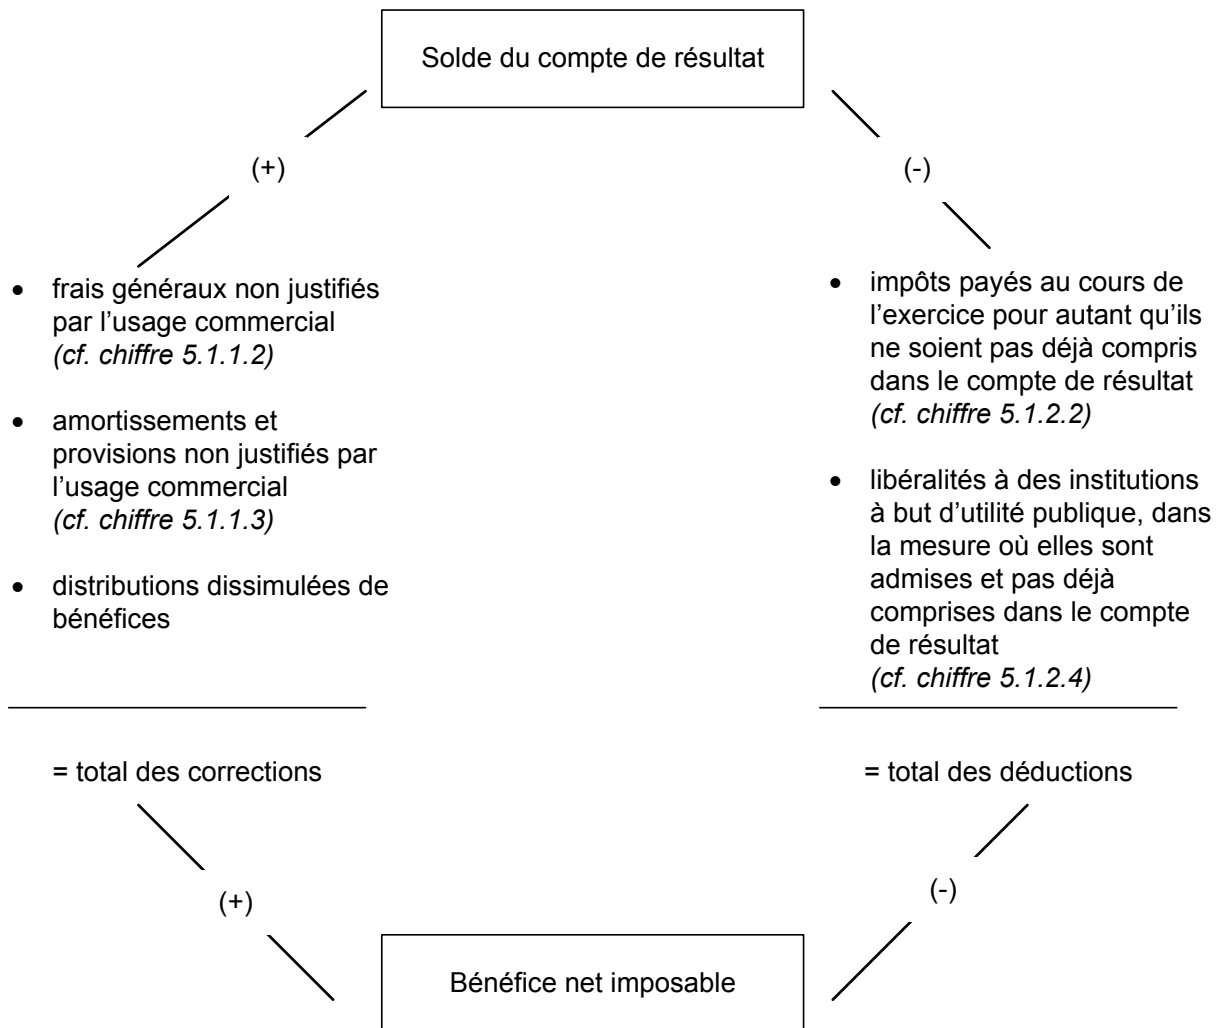 Solde du compte de résultat
(+)
(-)
• frais généraux non justifiés
par l'usage commercial
(cf. chiffre 5.1.1.2)
• amortissements et
provisions non justifiés par
l'usage commercial
(cf. chiffre 5.1.1.3)
• distributions dissimulées de
bénéfices
= total des corrections
• impôts payés au cours de
l'exercice pour autant qu'ils
ne soient pas déjà compris
dans le compte de résultat
(cf. chiffre 5.1.2.2)
• libéralités à des institutions
à but d'utilité publique, dans
la mesure où elles sont
admises et pas déjà
comprises dans le compte
de résultat
(cf. chiffre 5.1.2.4)
= total des déductions
(+)
(-)
Bénéfice net imposable